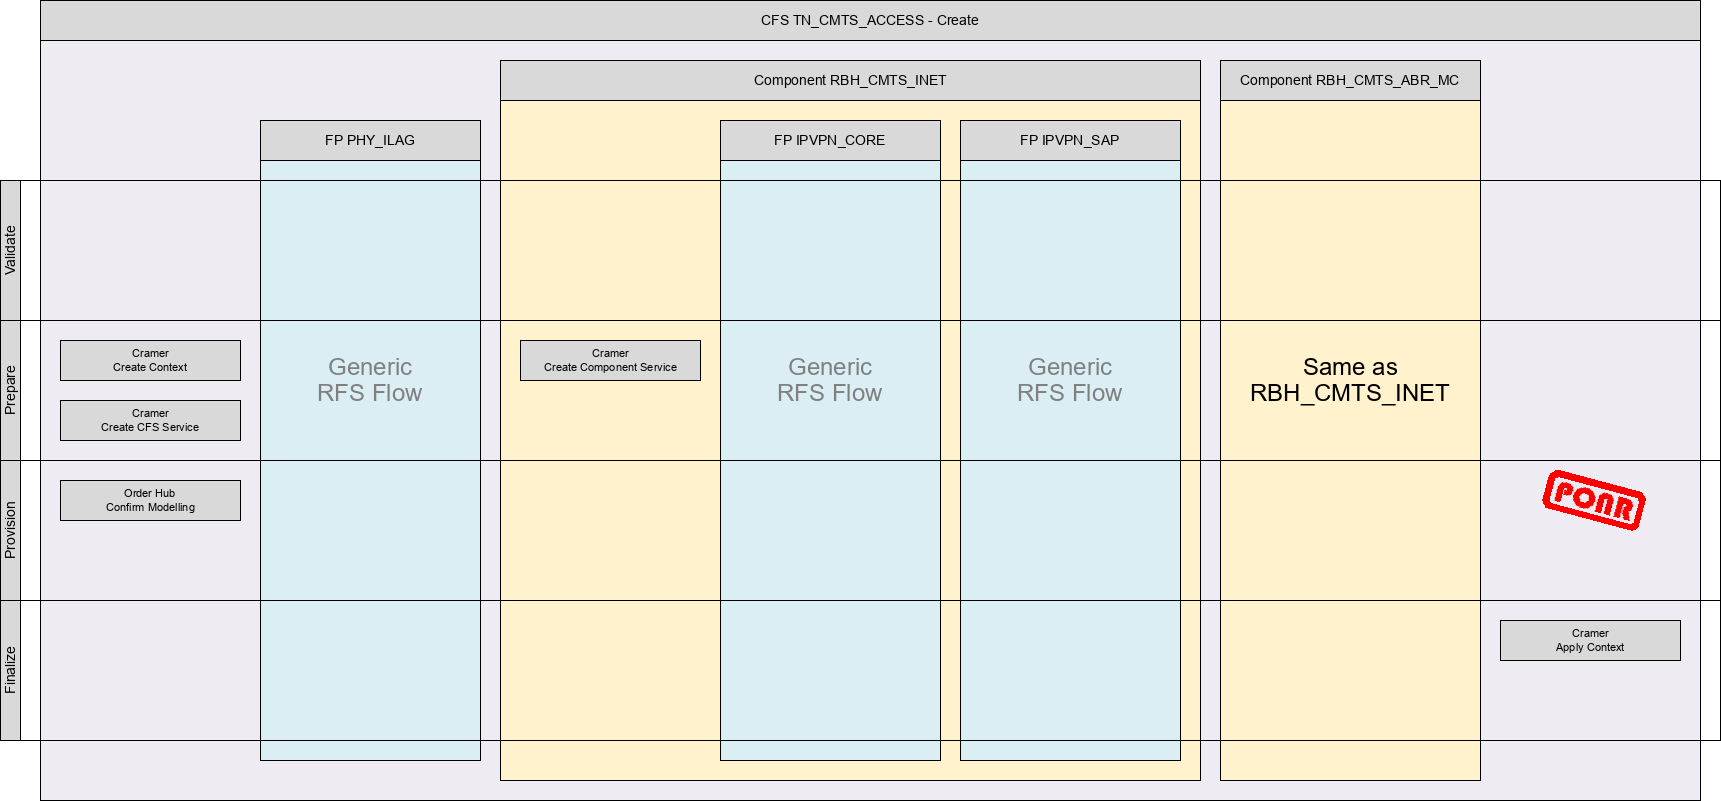 CFS TN_CMTS_ACCESS - Create
Component RBH_CMTS_INET
Component RBH_CMTS_ABR_MC
FP PHY_ILAG
FP IPVPN_CORE
FP IPVPN_SAP
Validate
Prepare
Cramer
Create Context
Cramer
Create CFS Service
Generic
RFS Flow
Cramer
Create Component Service
Generic
RFS Flow
Generic
RFS Flow
Same as
RBH_CMTS_INET
Provision
Order Hub
Confirm Modelling
PONR
Finalize
Cramer
Apply Context